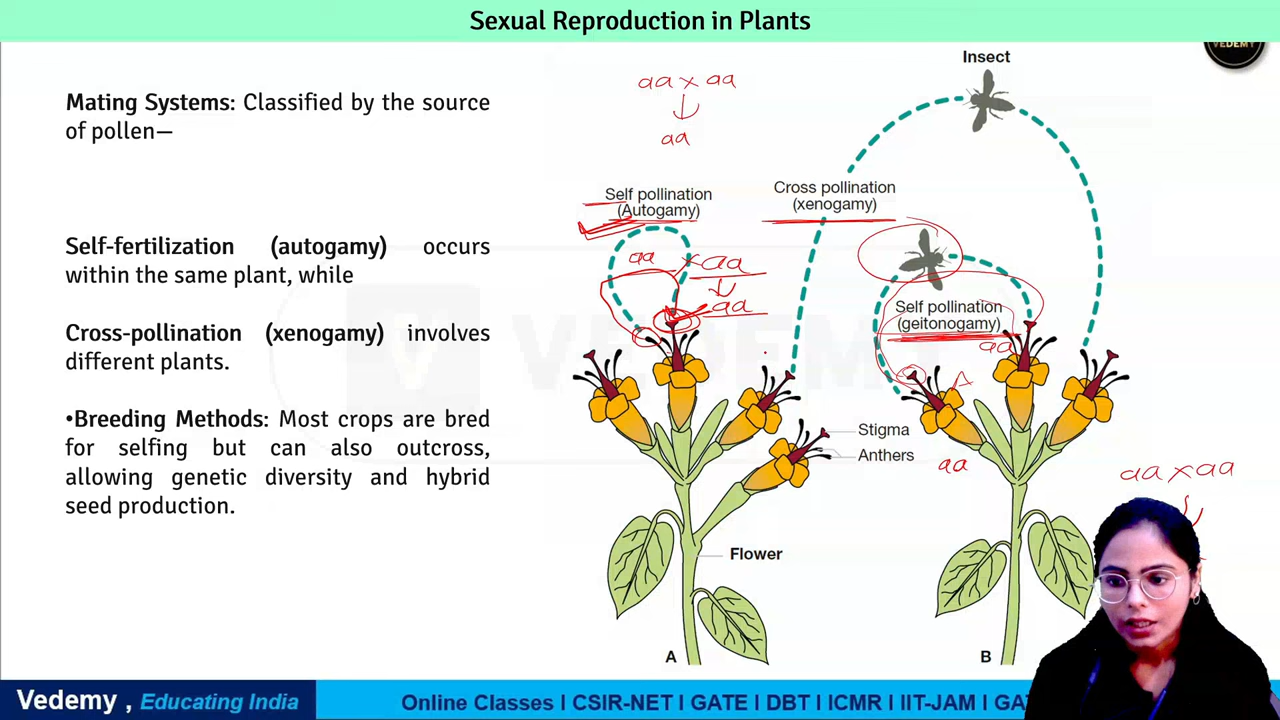 Sexual Reproduction in Plants
VEDEMY
Mating Systems: Classified by the source
of pollen—
Self-fertilization (autogamy) occurs
within the same plant, while
Cross-pollination (xenogamy) involves
different plants.
•Breeding Methods: Most crops are bred
for selfing but can also outcross,
allowing genetic diversity and hybrid
seed production.
aa x aa
aa
Insect
Self pollination
(Autogamy)
Cross pollination
(xenogamy)
aa x aa
aa
Self pollination
(geitonogamy)
aa
A
aa
Stigma
Anthers
aa x aa
Flower
A
B
VEDEMY
Vedemy , Educating India
Online Classes I CSIR-NET I GATE I DBT I ICMR I IIT-JAM I GA